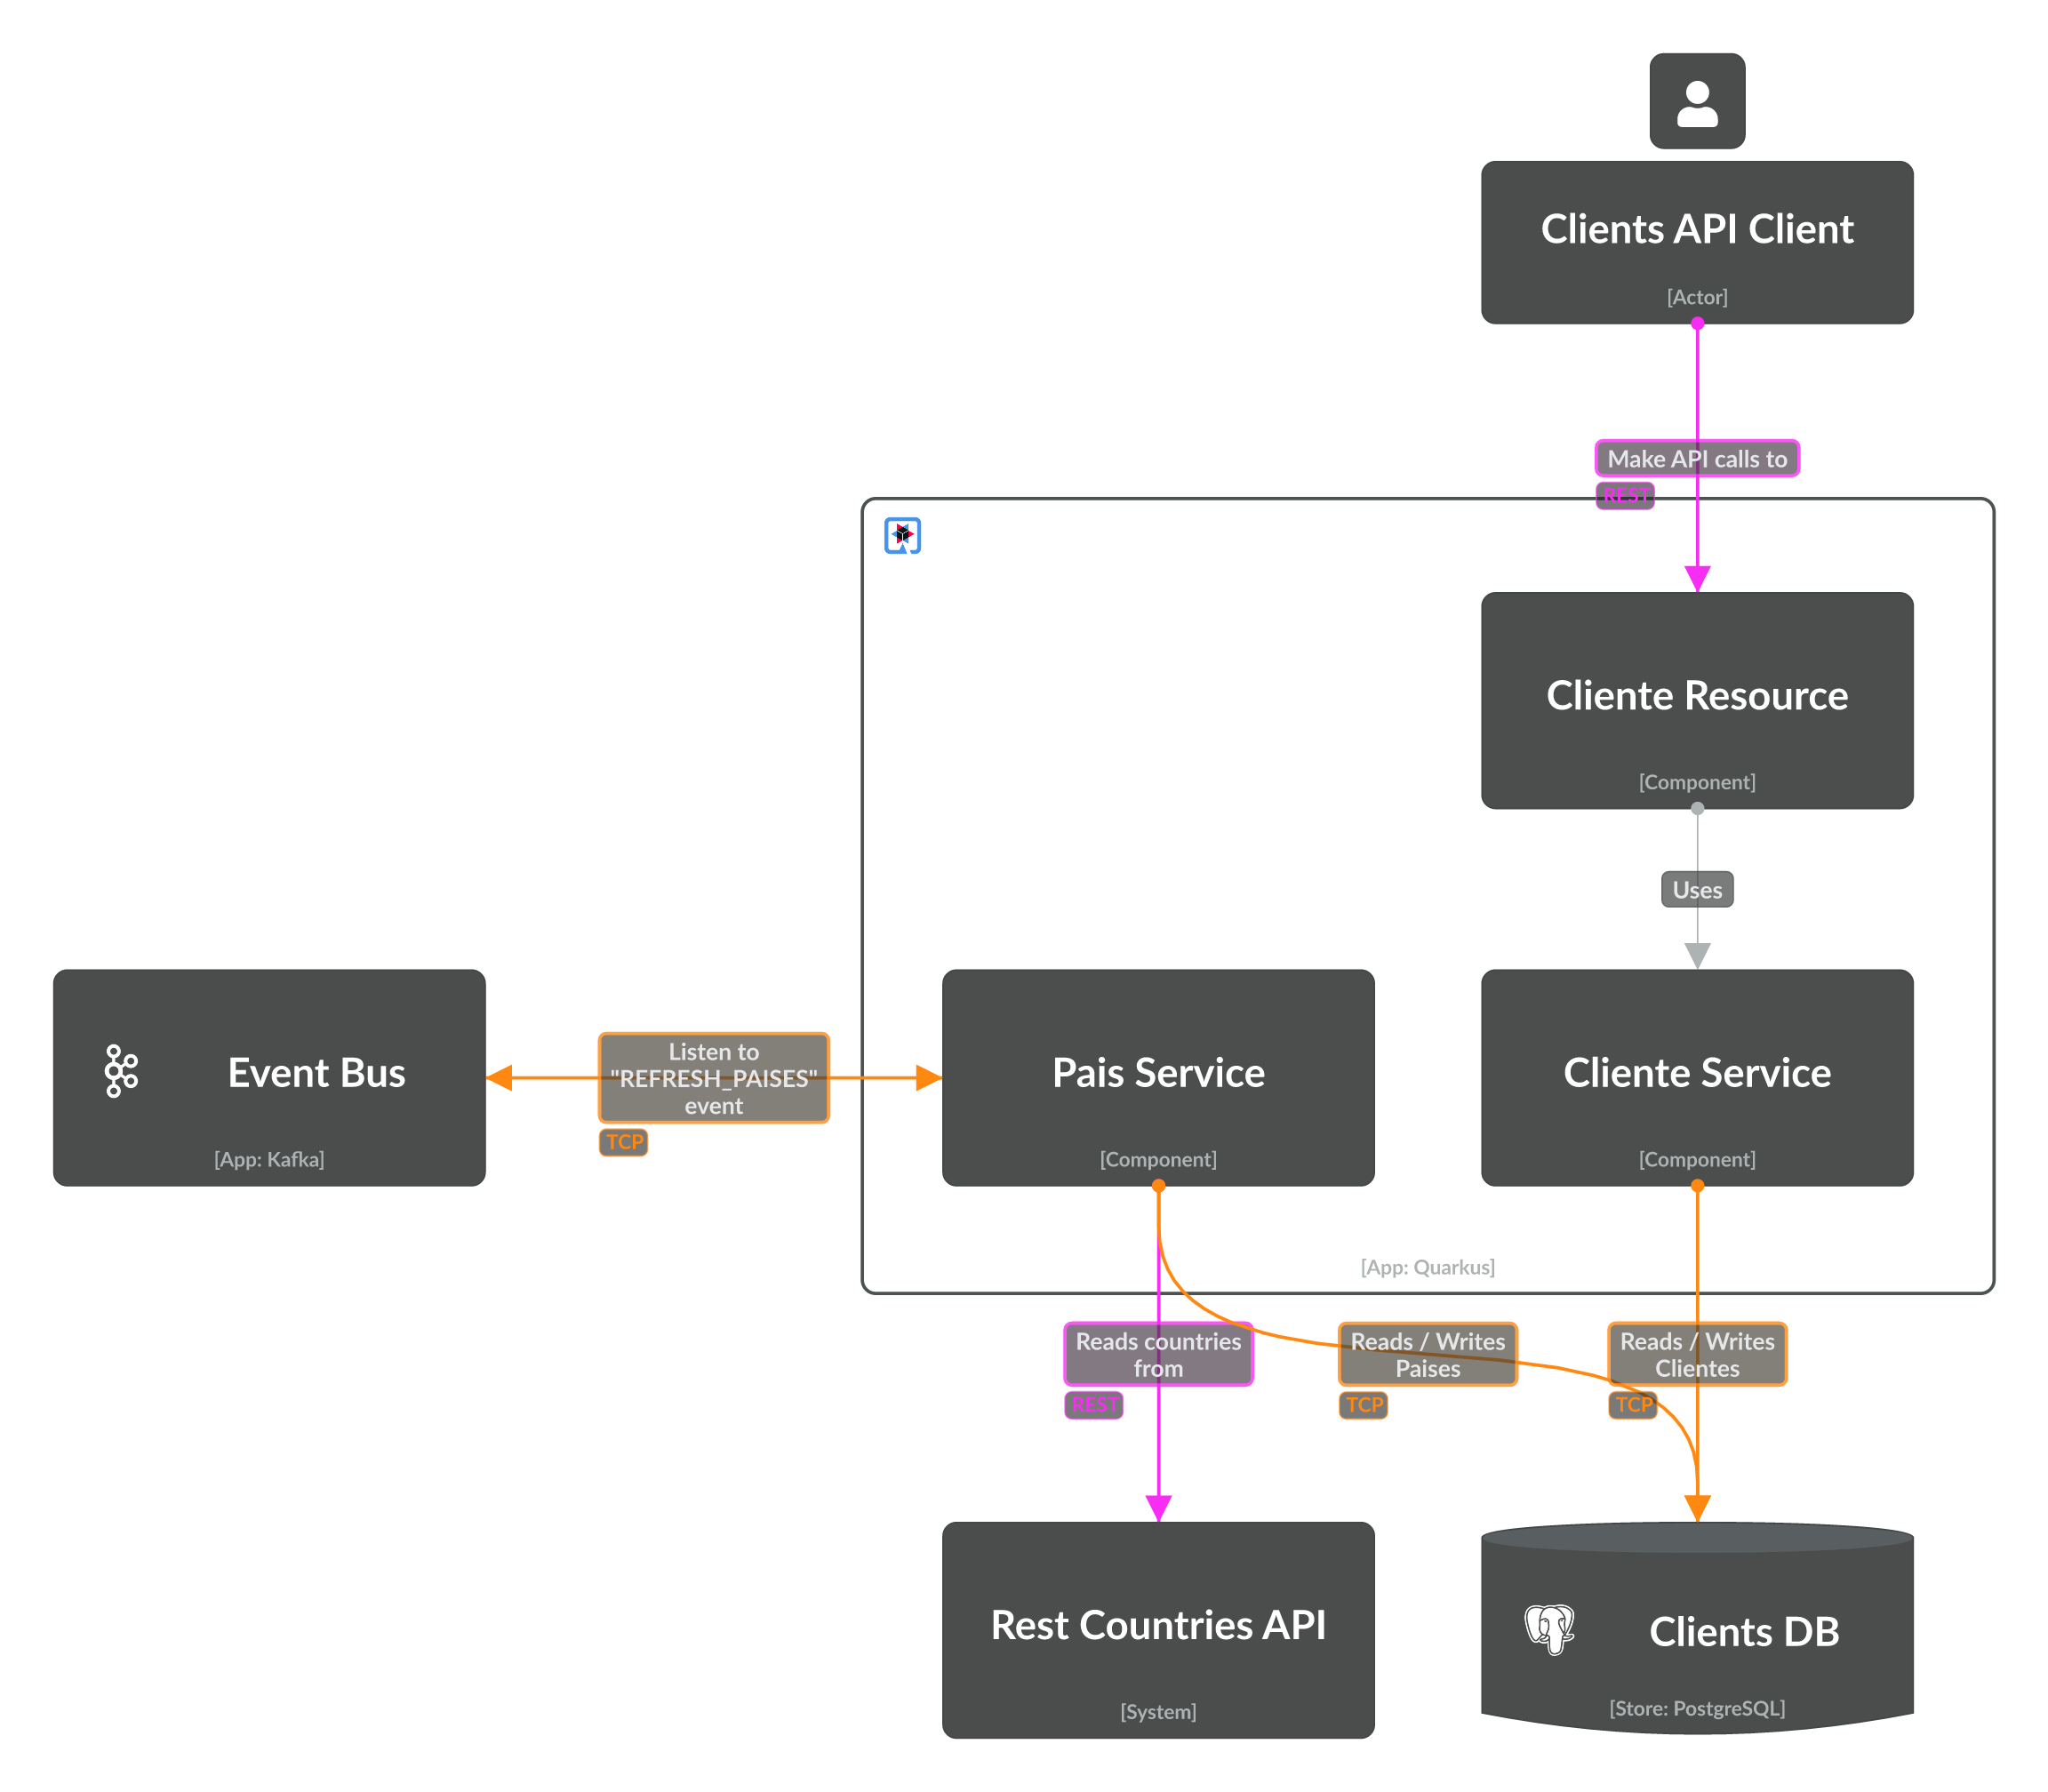 Clients API Client
[Actor]
Make API calls to
REST
Cliente Resource
[Component]
Uses
Event Bus
[App: Kafka]
Listen to
"REFRESH_PAISES"
event
TCP
Pais Service
[Component]
Cliente Service
[Component]
[App: Quarkus]
Reads countries
from
REST
Reads / Writes
Paises
TCP
Reads / Writes
Clientes
TCP
Rest Countries API
[System]
Clients DB
[Store: PostgreSQL]